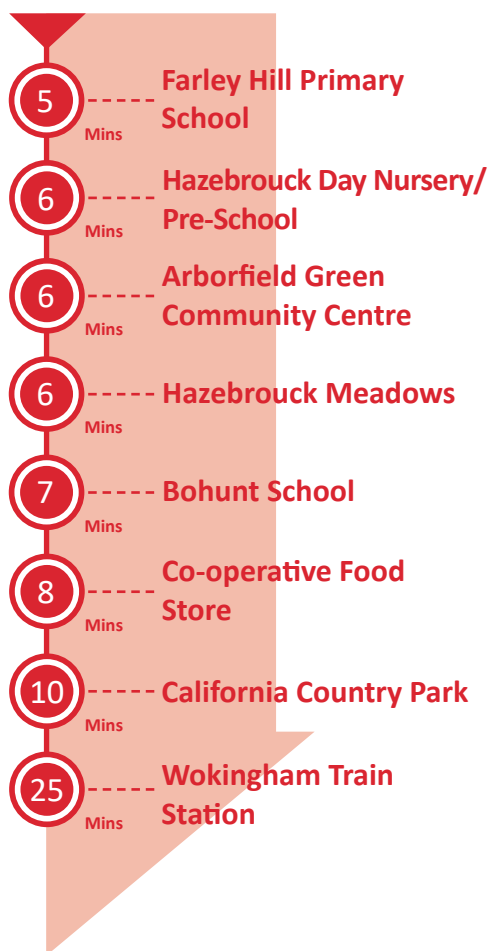 5
Mins
Farley Hill Primary
School
6
Mins
Hazebrouck Day Nursery/
Pre-School
6
Mins
Arborfield Green
Community Centre
6
Mins
Hazebrouck Meadows
7
Mins
Bohunt School
8
Mins
Co-operative Food
Store
10
Mins
California Country Park
25
Mins
Wokingham Train
Station